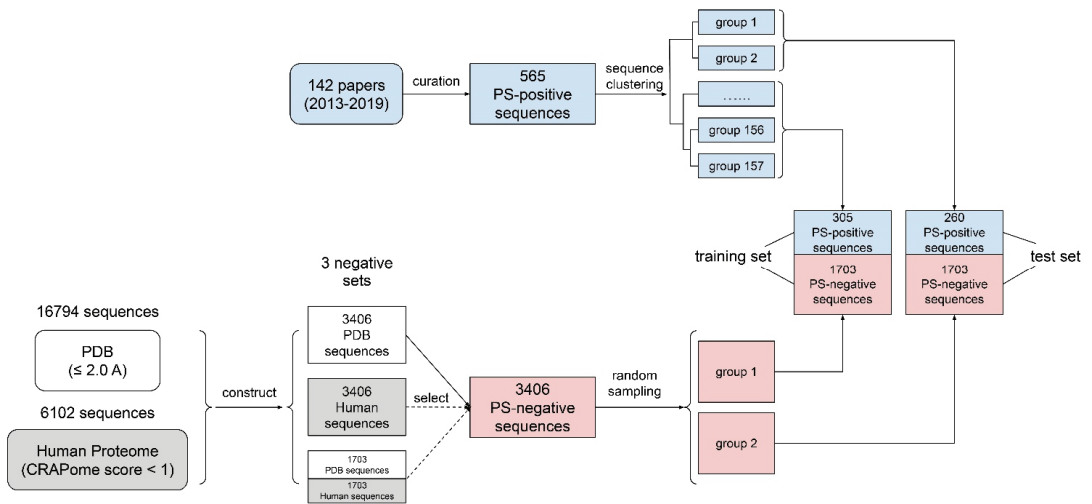 142 papers
(2013-2019)
curation
565
PS-positive
sequences
sequence
clustering
group 1
group 2
......
group 156
group 157
305
PS-positive
sequences
1703
PS-negative
sequences
260
PS-positive
sequences
1703
PS-negative
sequences
training set
test set
16794 sequences
PDB
(≤ 2.0 A)
6102 sequences
Human Proteome
(CRAPome score < 1)
construct
3 negative
sets
3406
PDB
sequences
3406
Human
sequences
1703
PDB sequences
1703
Human sequences
select
3406
PS-negative
sequences
random
sampling
group 1
group 2